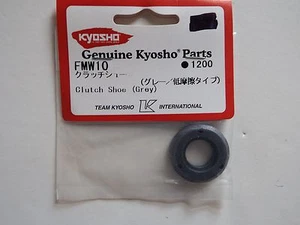 KYOSHO
Genuine Kyosho® Parts
FMW10
●1200
クラッチシュー
(グレー/低摩擦タイプ)
Clutch Shoe (Grey)
TEAM KYOSHO K INTERNATIONAL